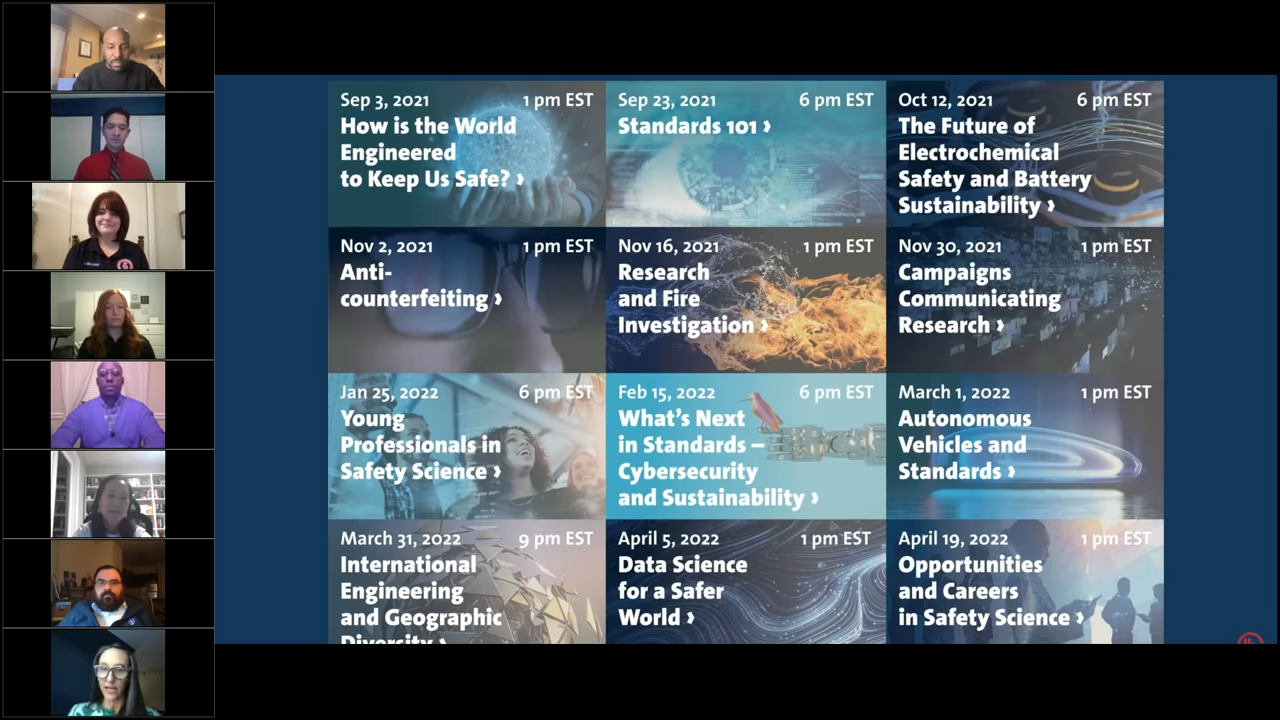 Sep 3, 2021 1 pm EST
How is the World
Engineered
to Keep Us Safe? ›
Sep 23, 2021 6 pm EST
Standards 101 ›
Oct 12, 2021 6 pm EST
The Future of
Electrochemical
Safety and Battery
Sustainability ›
Nov 2, 2021 1 pm EST
Anti-
counterfeiting ›
Nov 16, 2021 1 pm EST
Research
and Fire
Investigation ›
Nov 30, 2021 1 pm EST
Campaigns
Communicating
Research ›
Jan 25, 2022 6 pm EST
Young
Professionals in
Safety Science ›
Feb 15, 2022 6 pm EST
What's Next
in Standards –
Cybersecurity
and Sustainability ›
March 1, 2022 1 pm EST
Autonomous
Vehicles and
Standards ›
March 31, 2022 9 pm EST
International
Engineering
and Geographic
Diversity ›
April 5, 2022 1 pm EST
Data Science
for a Safer
World ›
April 19, 2022 1 pm EST
Opportunities
and Careers
in Safety Science ›